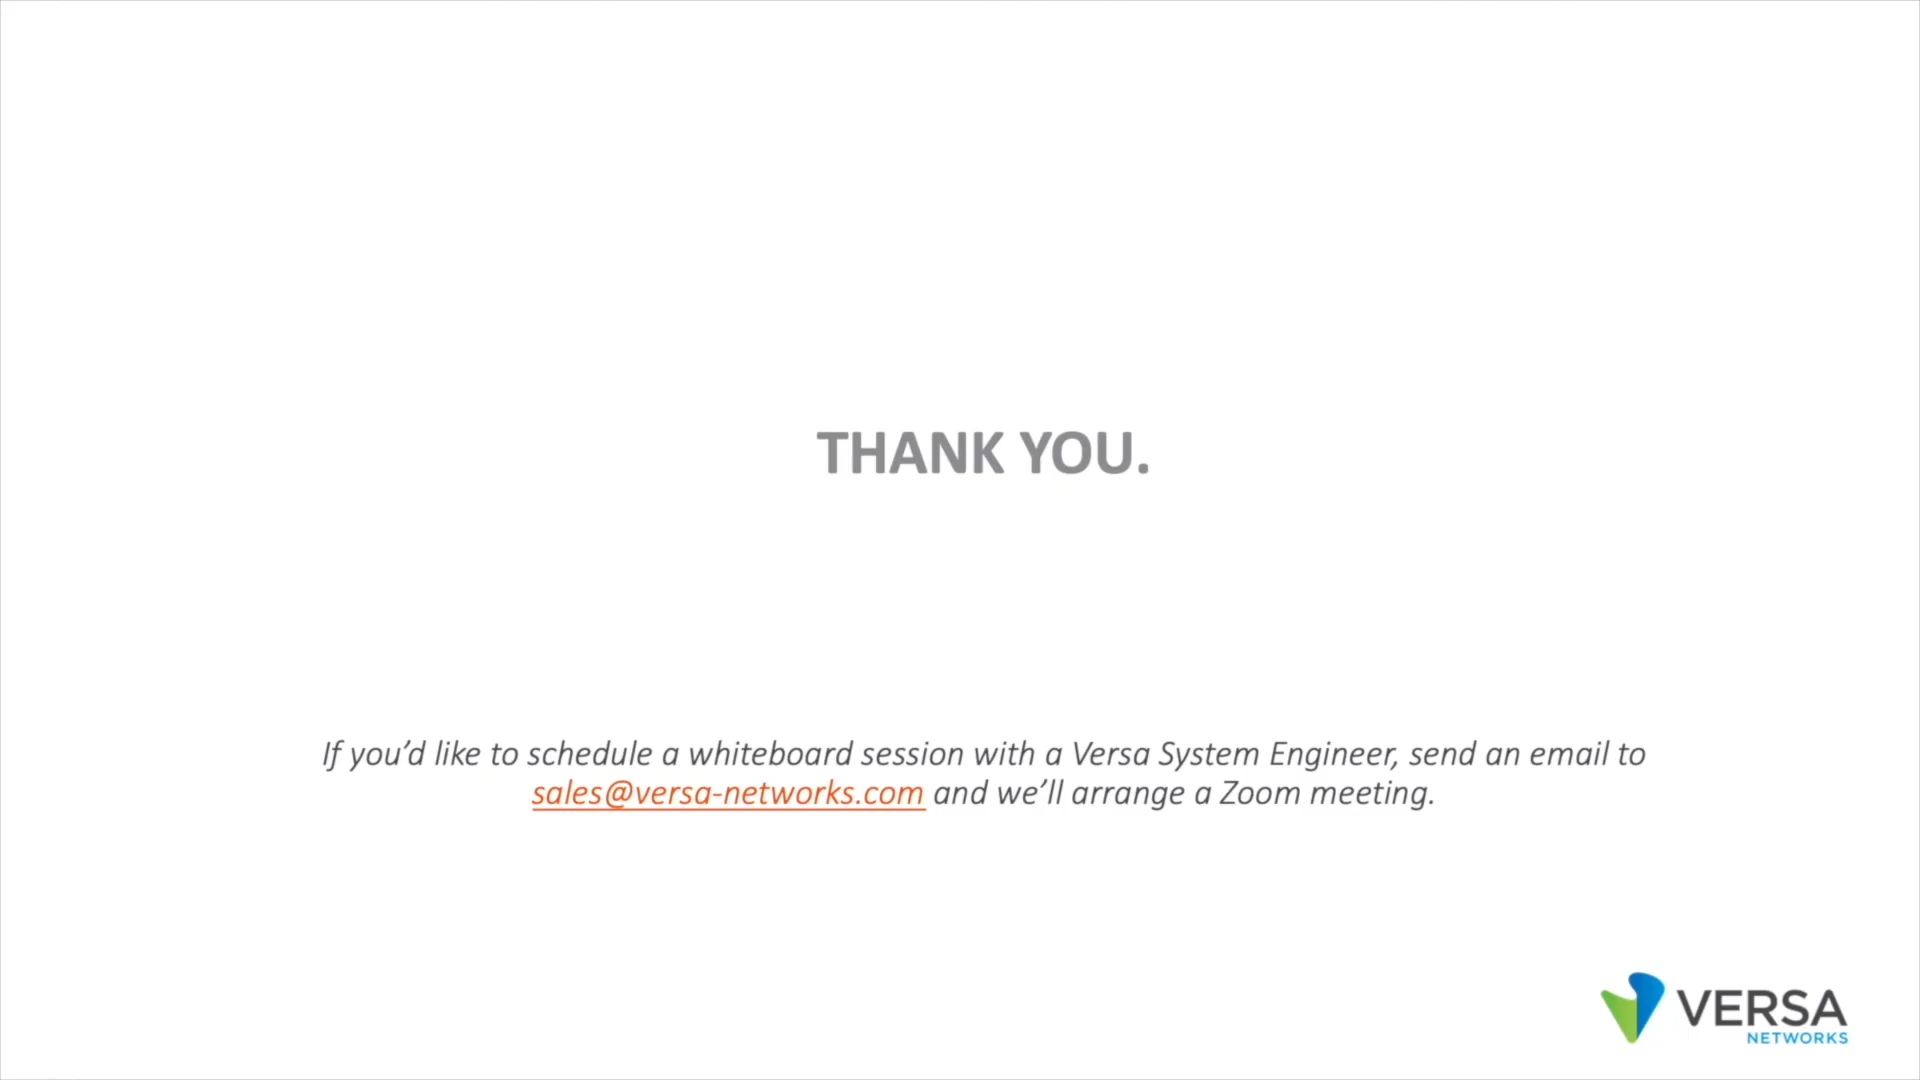 THANK YOU.
If you’d like to schedule a whiteboard session with a Versa System Engineer, send an email to
sales@versa-networks.com and we’ll arrange a Zoom meeting.
VERSA
NETWORKS